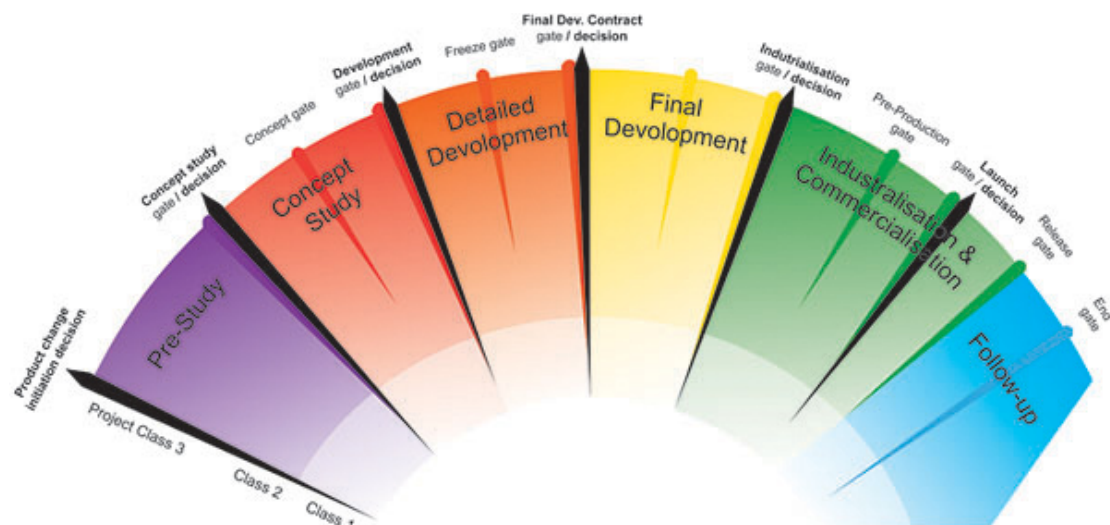 Product change
initiation decision
Project Class 3
Class 2
Class 1
Pre-Study
Concept study
gate / decision
Concept gate
Concept
Study
Development
gate / decision
Freeze gate
Detailed
Devolopment
Final Dev. Contract
gate / decision
Final
Devolopment
Indutrialisation
gate / decision
Pre-Production
gate
Industralisation &
Commercialisation
Launch
gate / decision
Release
gate
Follow-up
End
gate